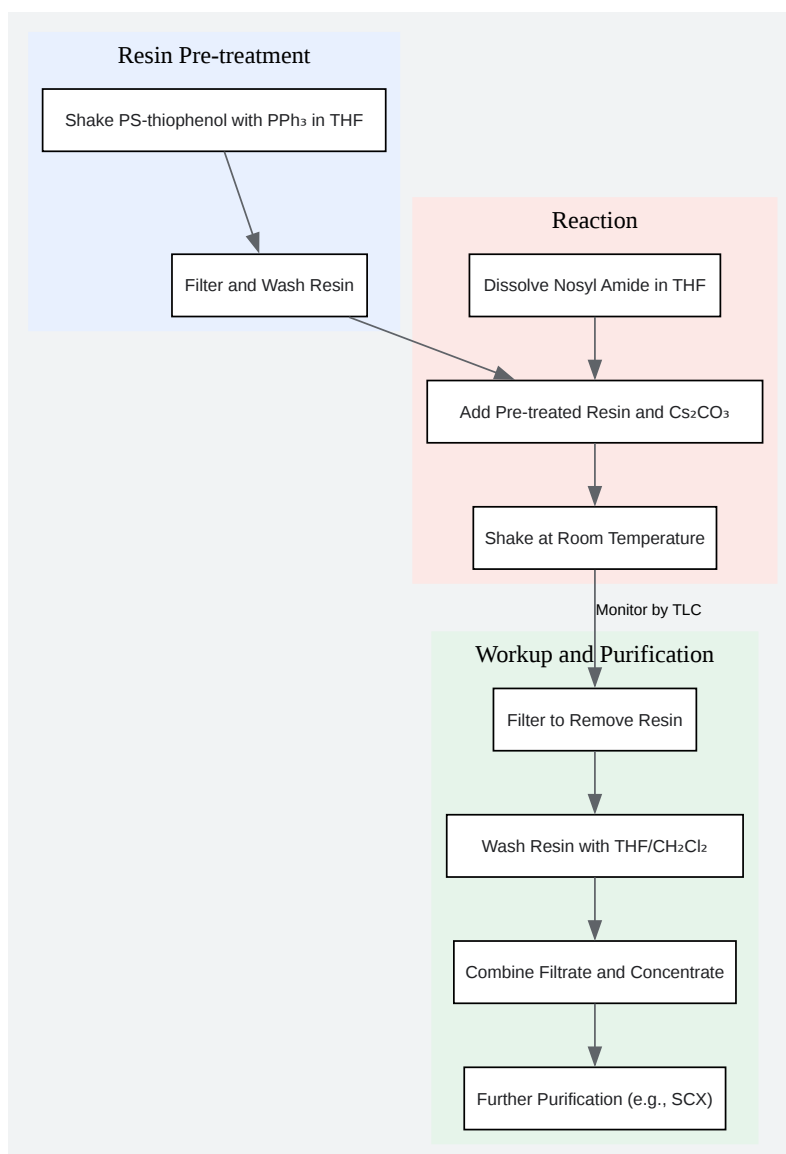 Resin Pre-treatment
Shake PS-thiophenol with PPh₃ in THF
Filter and Wash Resin
Reaction
Dissolve Nosyl Amide in THF
Add Pre-treated Resin and Cs₂CO₃
Shake at Room Temperature
Monitor by TLC
Workup and Purification
Filter to Remove Resin
Wash Resin with THF/CH₂Cl₂
Combine Filtrate and Concentrate
Further Purification (e.g., SCX)